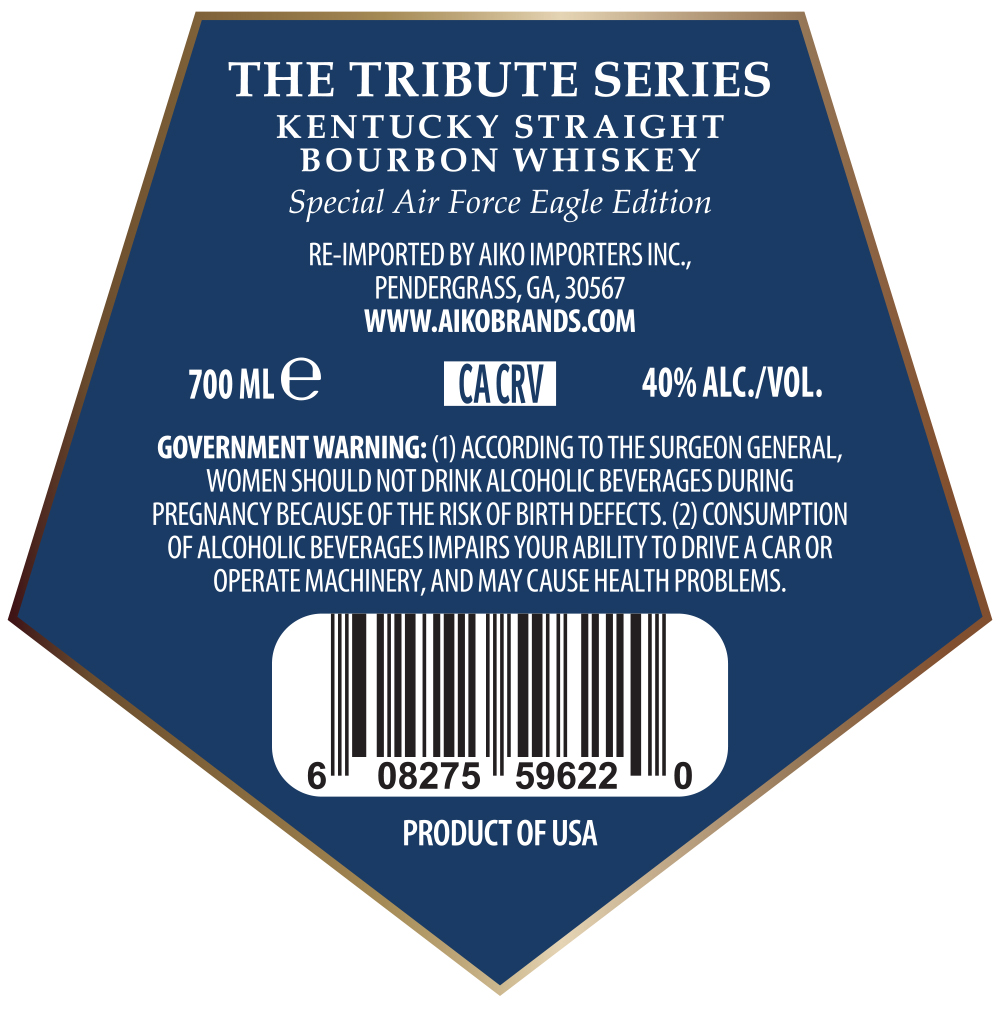 THE TRIBUTE SERIES
KENTUCKY STRAIGHT
BOURBON WHISKEY
Special Air Force Eagle Edition
RE-IMPORTED BY AIKO IMPORTERS INC.,
PENDERGRASS, GA, 30567
WWW.AIKOBRANDS.COM
700 ML ℮ CA CRV 40% ALC./VOL.
GOVERNMENT WARNING: (1) ACCORDING TO THE SURGEON GENERAL,
WOMEN SHOULD NOT DRINK ALCOHOLIC BEVERAGES DURING
PREGNANCY BECAUSE OF THE RISK OF BIRTH DEFECTS. (2) CONSUMPTION
OF ALCOHOLIC BEVERAGES IMPAIRS YOUR ABILITY TO DRIVE A CAR OR
OPERATE MACHINERY, AND MAY CAUSE HEALTH PROBLEMS.
6 08275 59622 0
PRODUCT OF USA